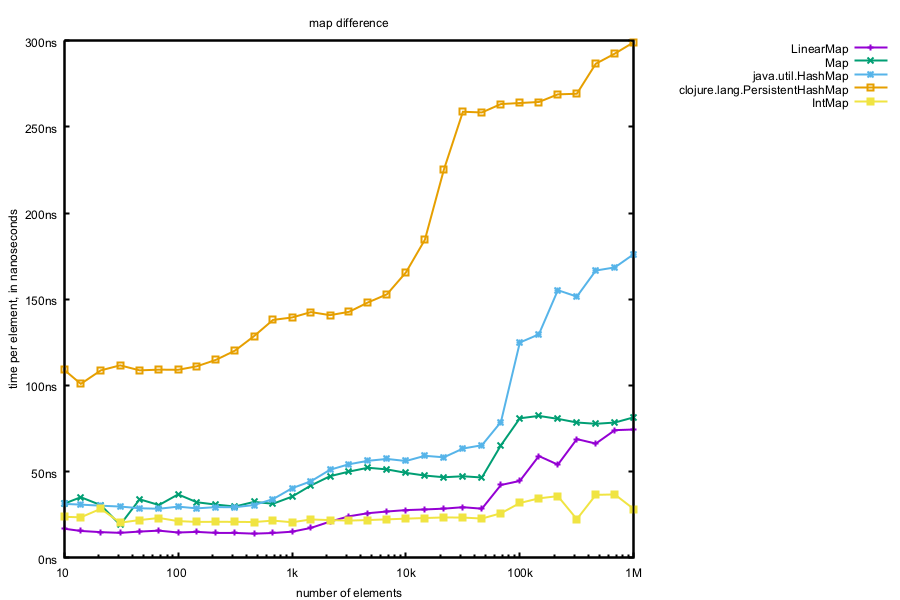 map difference
LinearMap
Map
java.util.HashMap
clojure.lang.PersistentHashMap
IntMap
300ns
250ns
200ns
150ns
100ns
50ns
0ns
time per element, in nanoseconds
10 100 1k 10k 100k 1M
number of elements